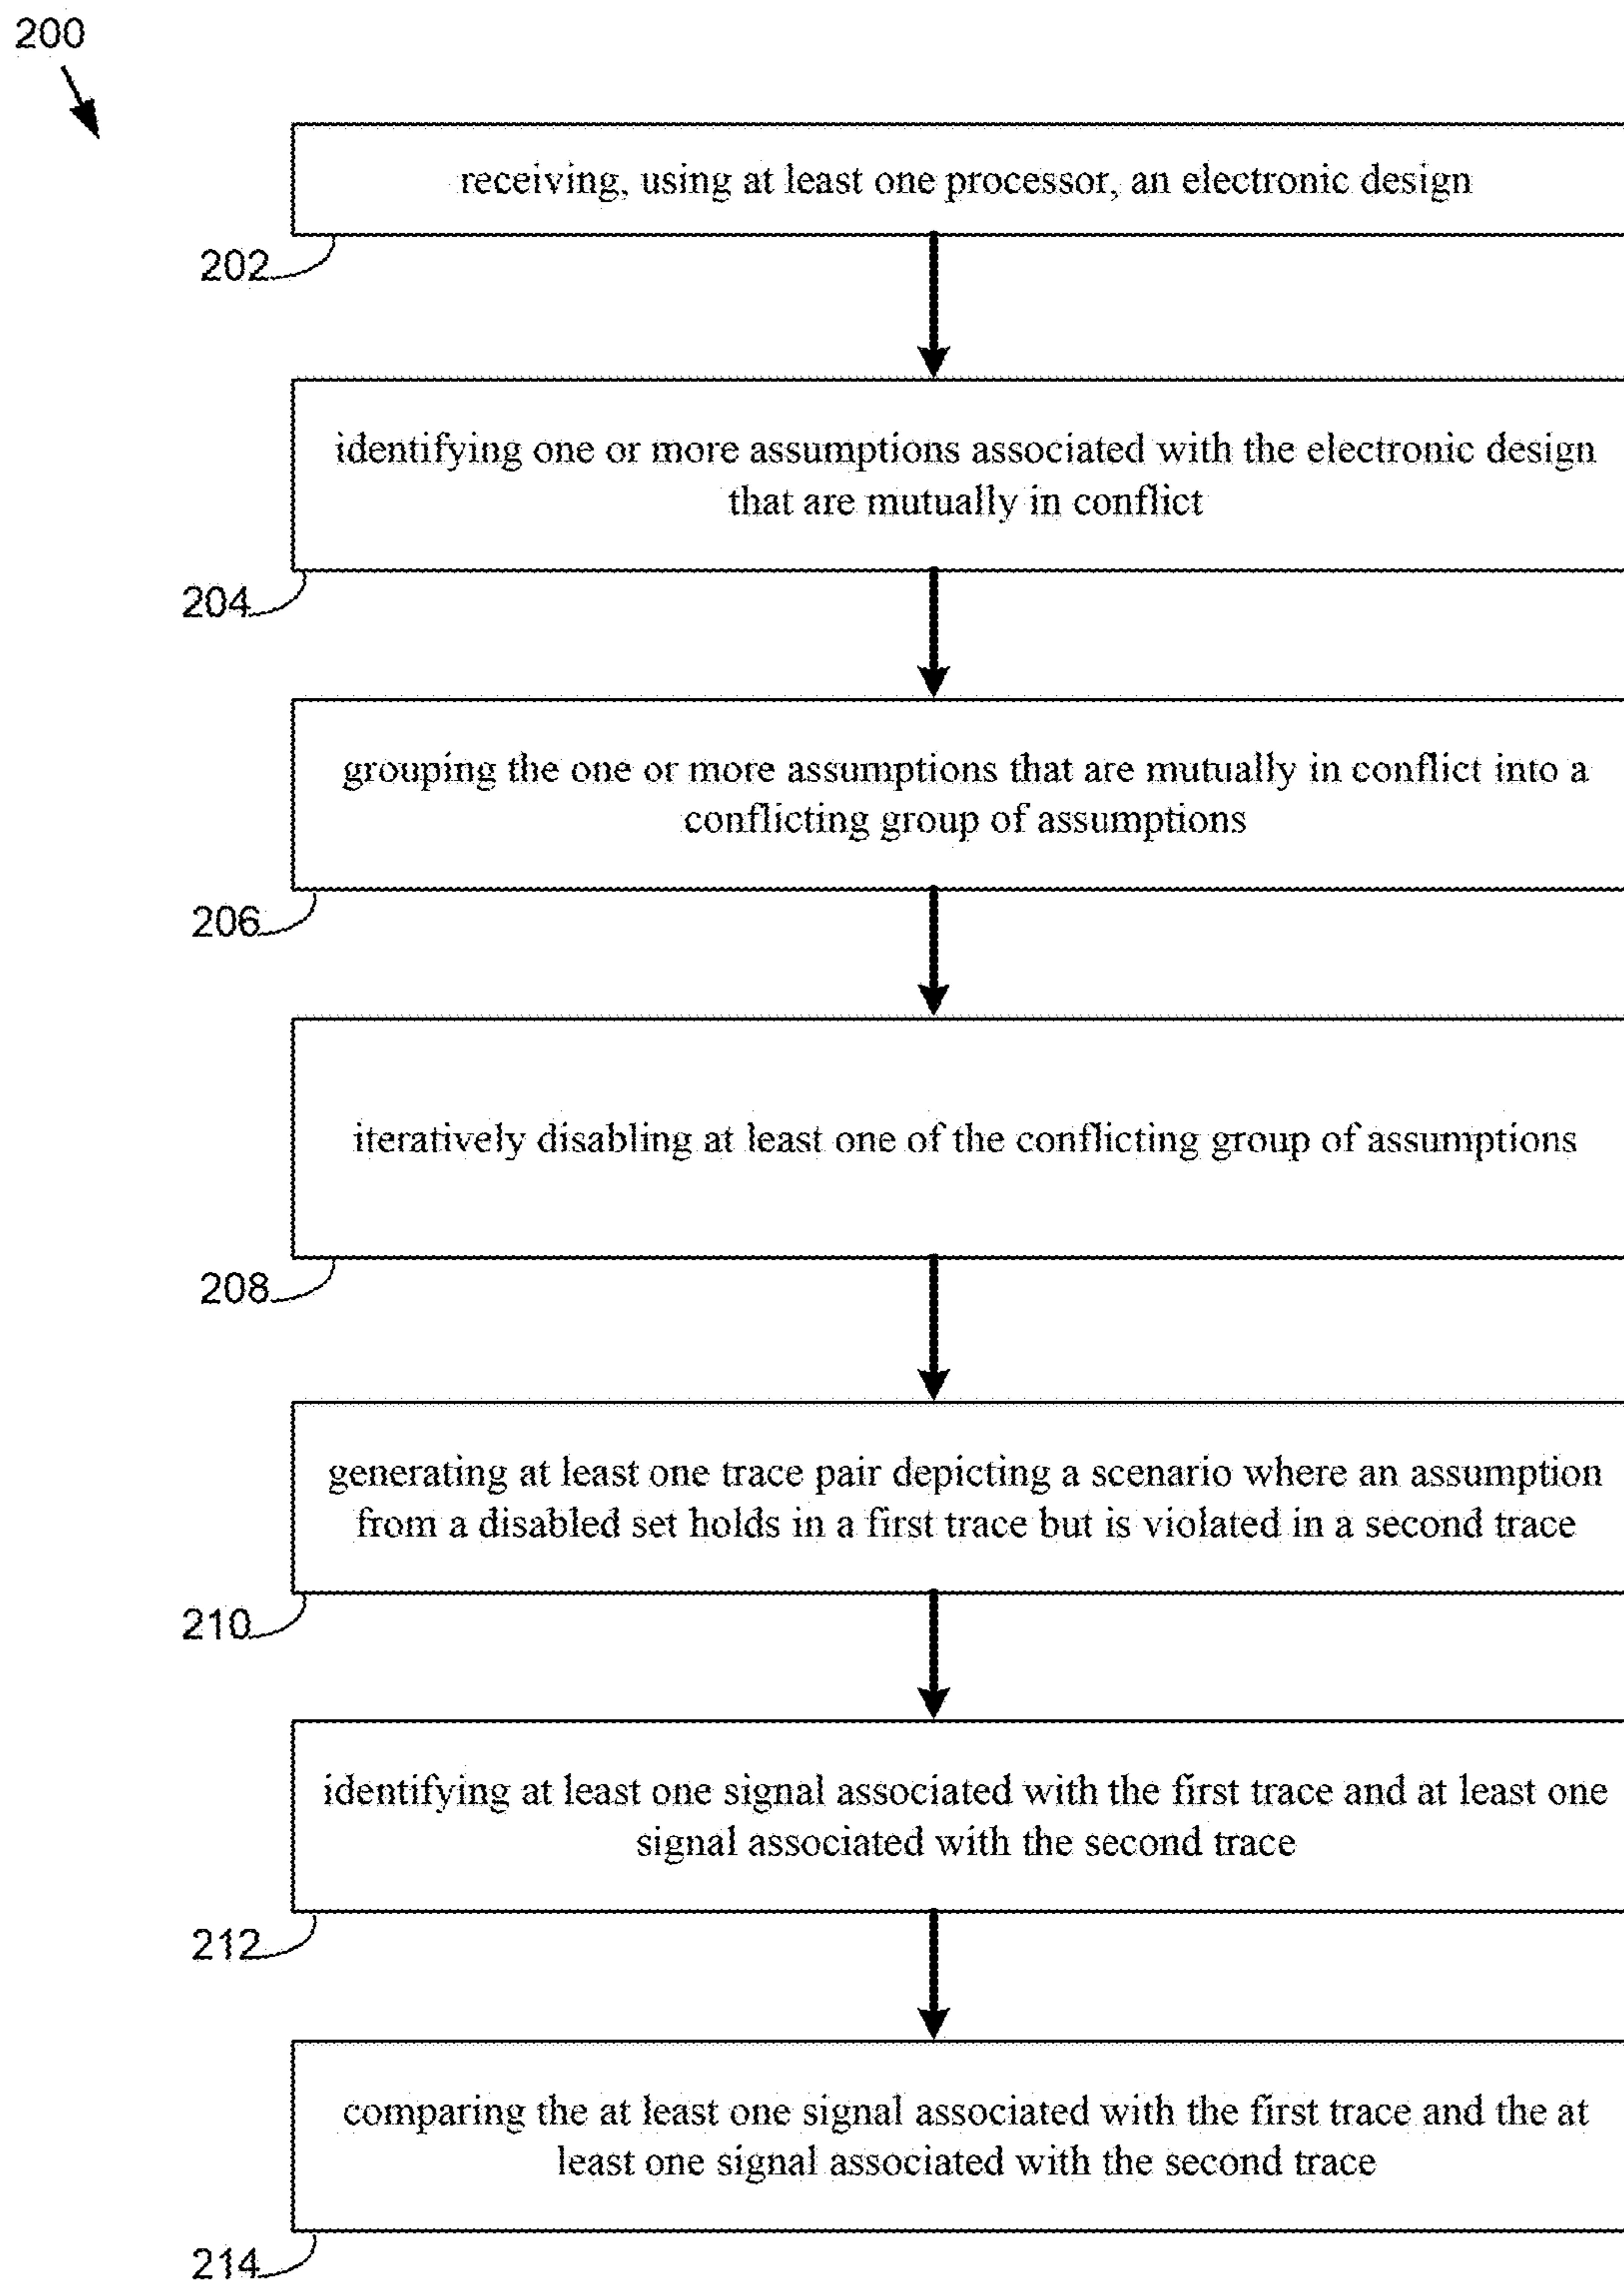 200
receiving, using at least one processor, an electronic design
202
identifying one or more assumptions associated with the electronic design
that are mutually in conflict
204
grouping the one or more assumptions that are mutually in conflict into a
conflicting group of assumptions
206
iteratively disabling at least one of the conflicting group of assumptions
208
generating at least one trace pair depicting a scenario where an assumption
from a disabled set holds in a first trace but is violated in a second trace
210
identifying at least one signal associated with the first trace and at least one
signal associated with the second trace
212
comparing the at least one signal associated with the first trace and the at
least one signal associated with the second trace
214